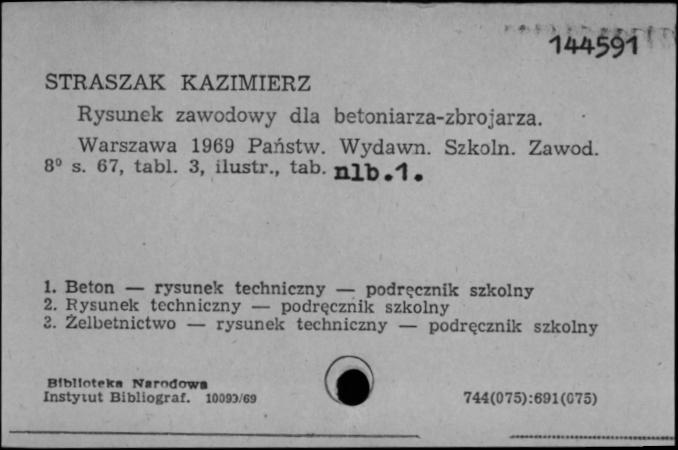 144591
STRASZAK KAZIMIERZ
Rysunek zawodowy dla betoniarza-zbrojarza.
Warszawa 1969 Państw. Wydawn. Szkoln. Zawod.
8⁰ s. 67, tabl. 3, ilustr., tab. nlb.1.
1. Beton — rysunek techniczny — podręcznik szkolny
2. Rysunek techniczny — podręcznik szkolny
3. Żelbetnictwo — rysunek techniczny — podręcznik szkolny
Biblioteka Narodowa
Instytut Bibliograf. 10093/69
744(075):691(075)